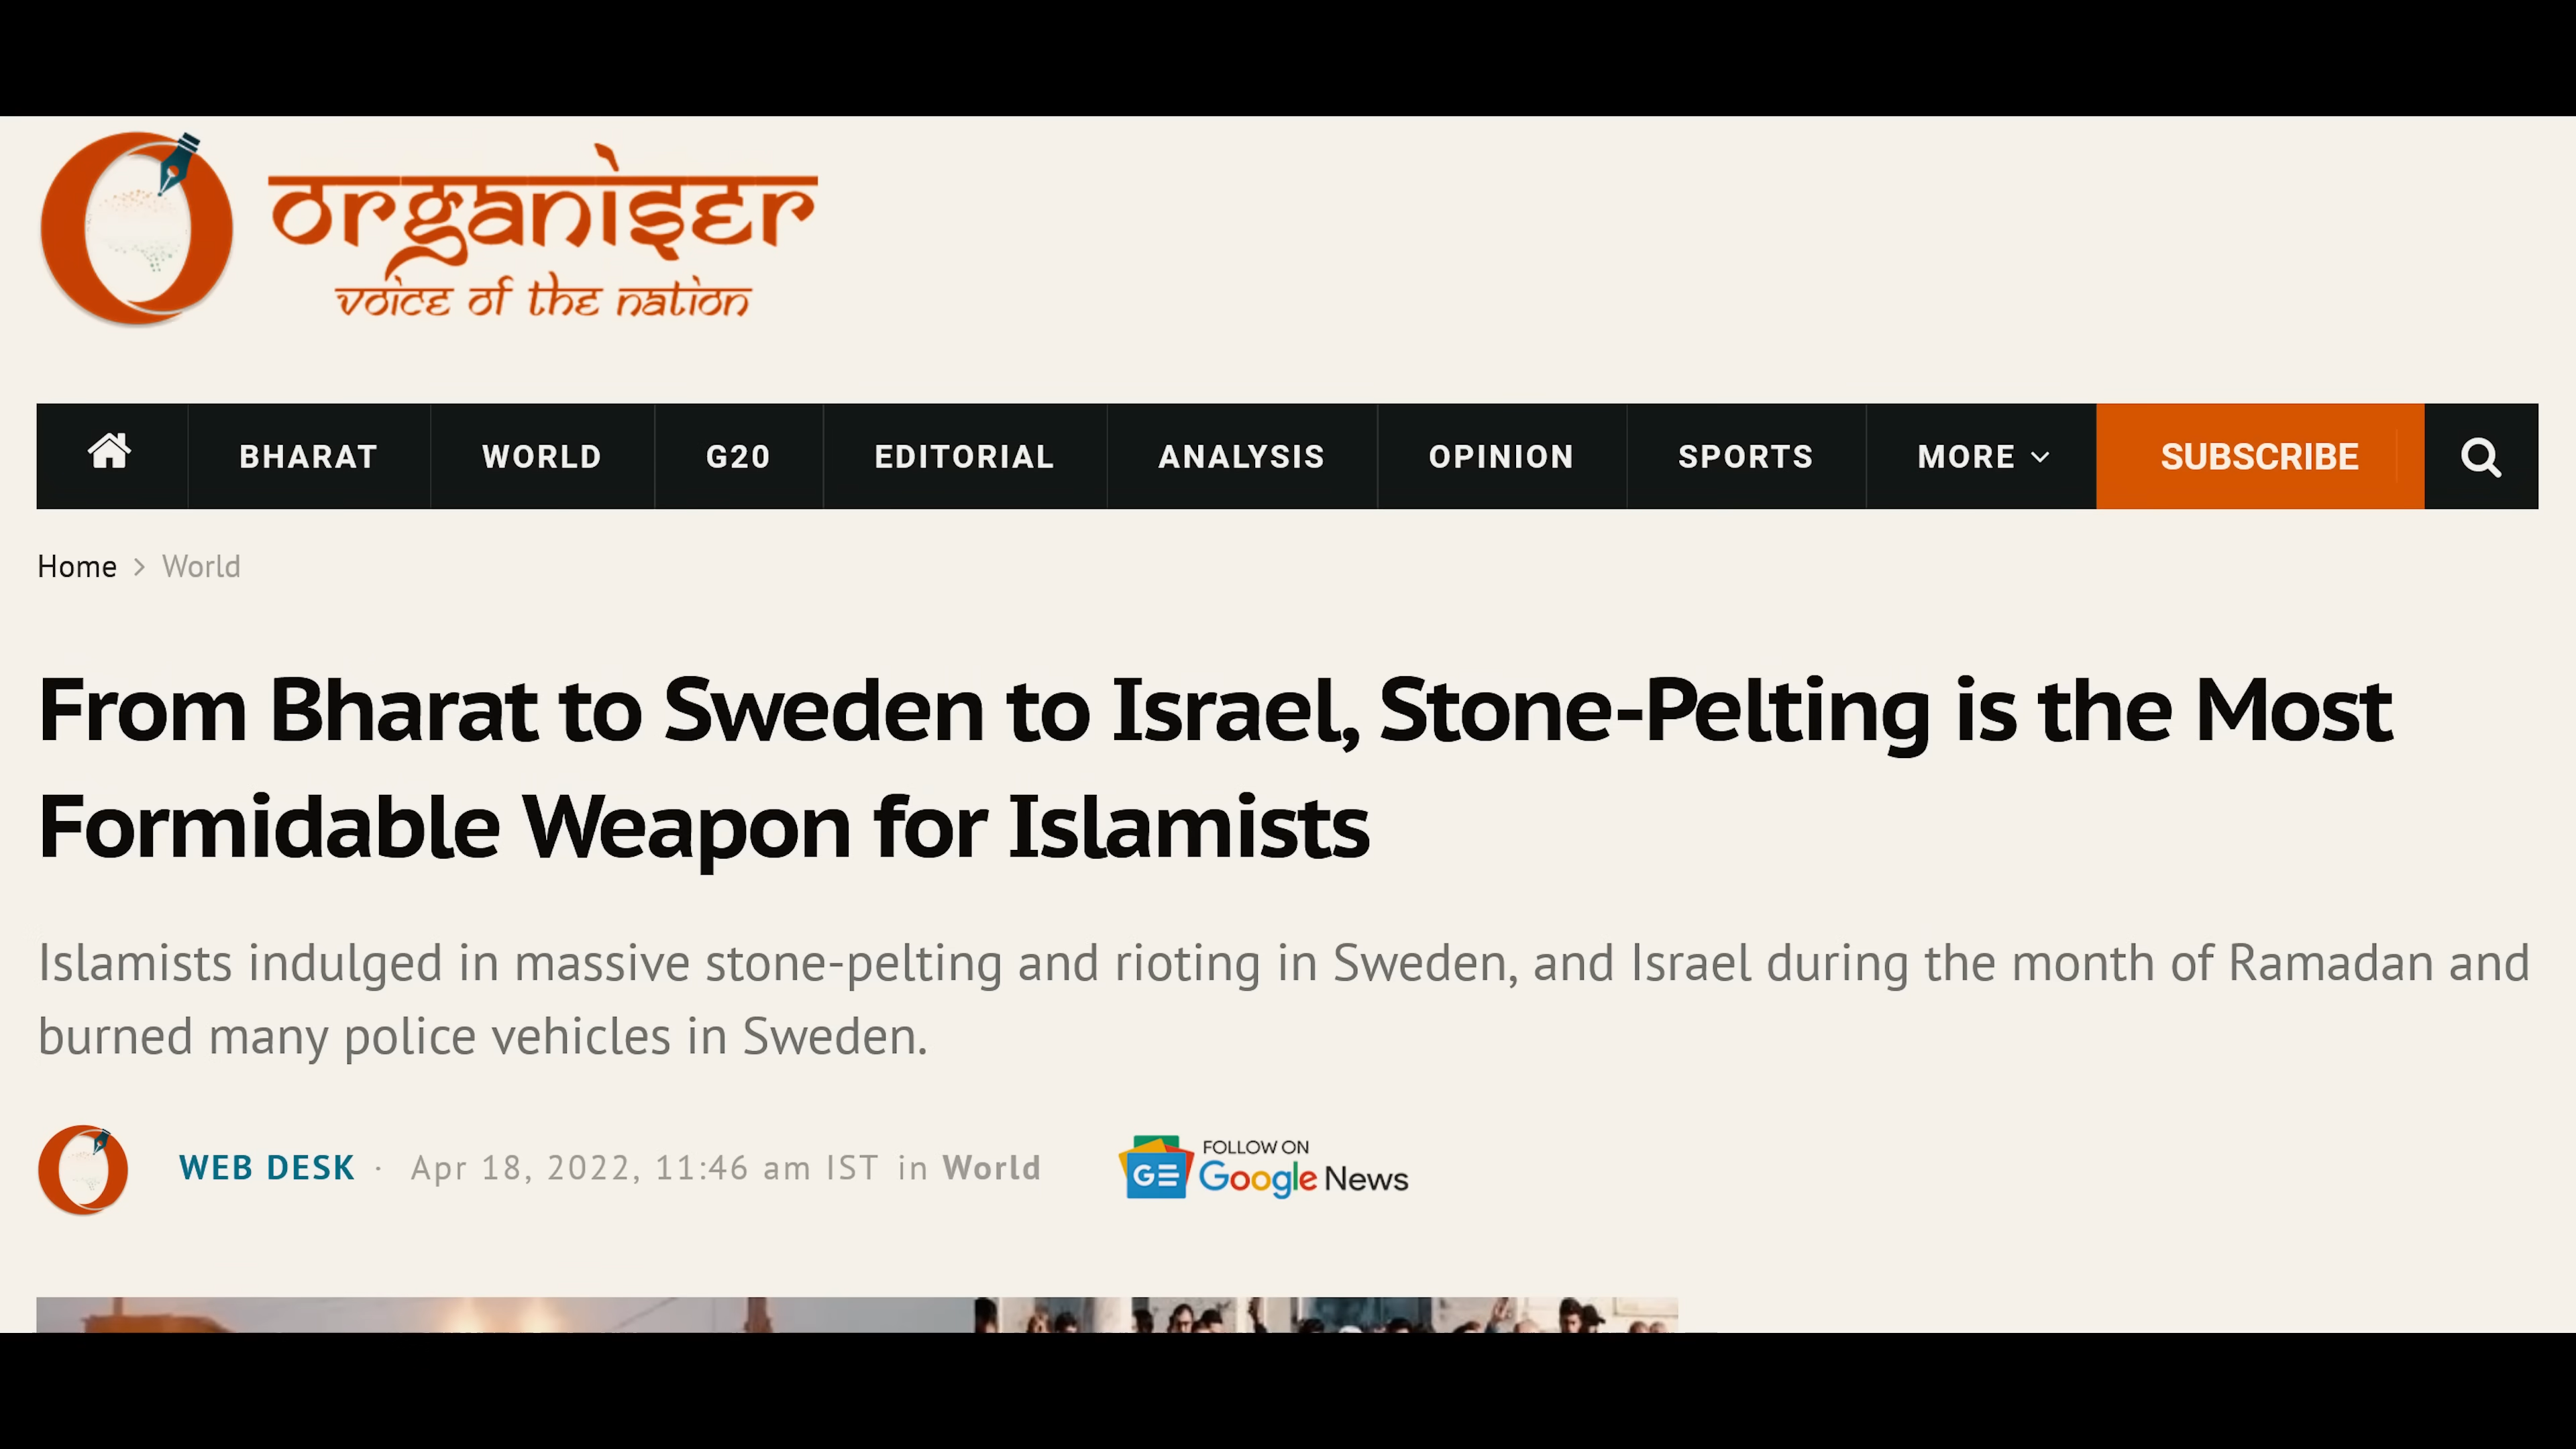 organiser
voice of the nation
BHARAT WORLD G20 EDITORIAL ANALYSIS OPINION SPORTS MORE SUBSCRIBE
Home > World
From Bharat to Sweden to Israel, Stone-Pelting is the Most
Formidable Weapon for Islamists
Islamists indulged in massive stone-pelting and rioting in Sweden, and Israel during the month of Ramadan and
burned many police vehicles in Sweden.
WEB DESK · Apr 18, 2022, 11:46 am IST in World
FOLLOW ON
Google News